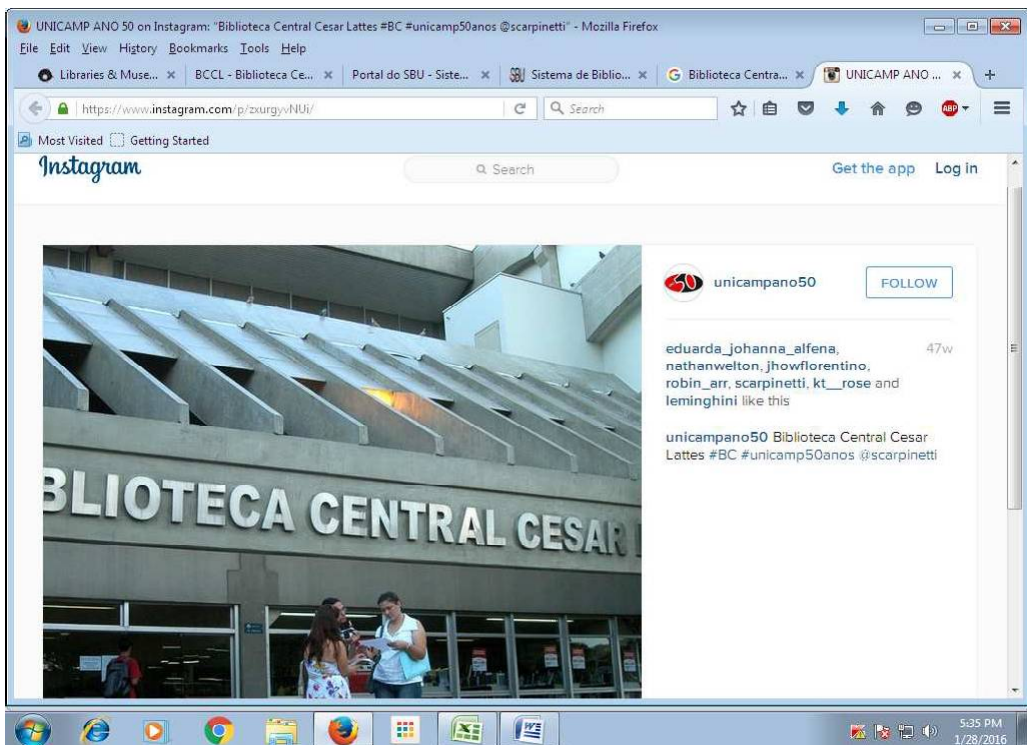 UNICAMP ANO 50 on Instagram: "Biblioteca Central Cesar Lattes #BC #unicamp50anos @scarpinetti" - Mozilla Firefox
File Edit View History Bookmarks Tools Help
Libraries & Muse... BCCL - Biblioteca Ce... Portal do SBU - Siste... Sistema de Biblio... Biblioteca Centra... UNICAMP ANO ...
https://www.instagram.com/p/zxurgyvNUi/ Search ABP
Most Visited Getting Started
Instagram Search Get the app Log in
50 unicampano50 FOLLOW
eduarda_johanna_alfena, 47w
nathanwelton, jhowflorentino,
robin_arr, scarpinetti, kt__rose and
leminghini like this
unicampano50 Biblioteca Central Cesar
Lattes #BC #unicamp50anos @scarpinetti
BLIOTECA CENTRAL CESAR
5:35 PM
1/28/2016